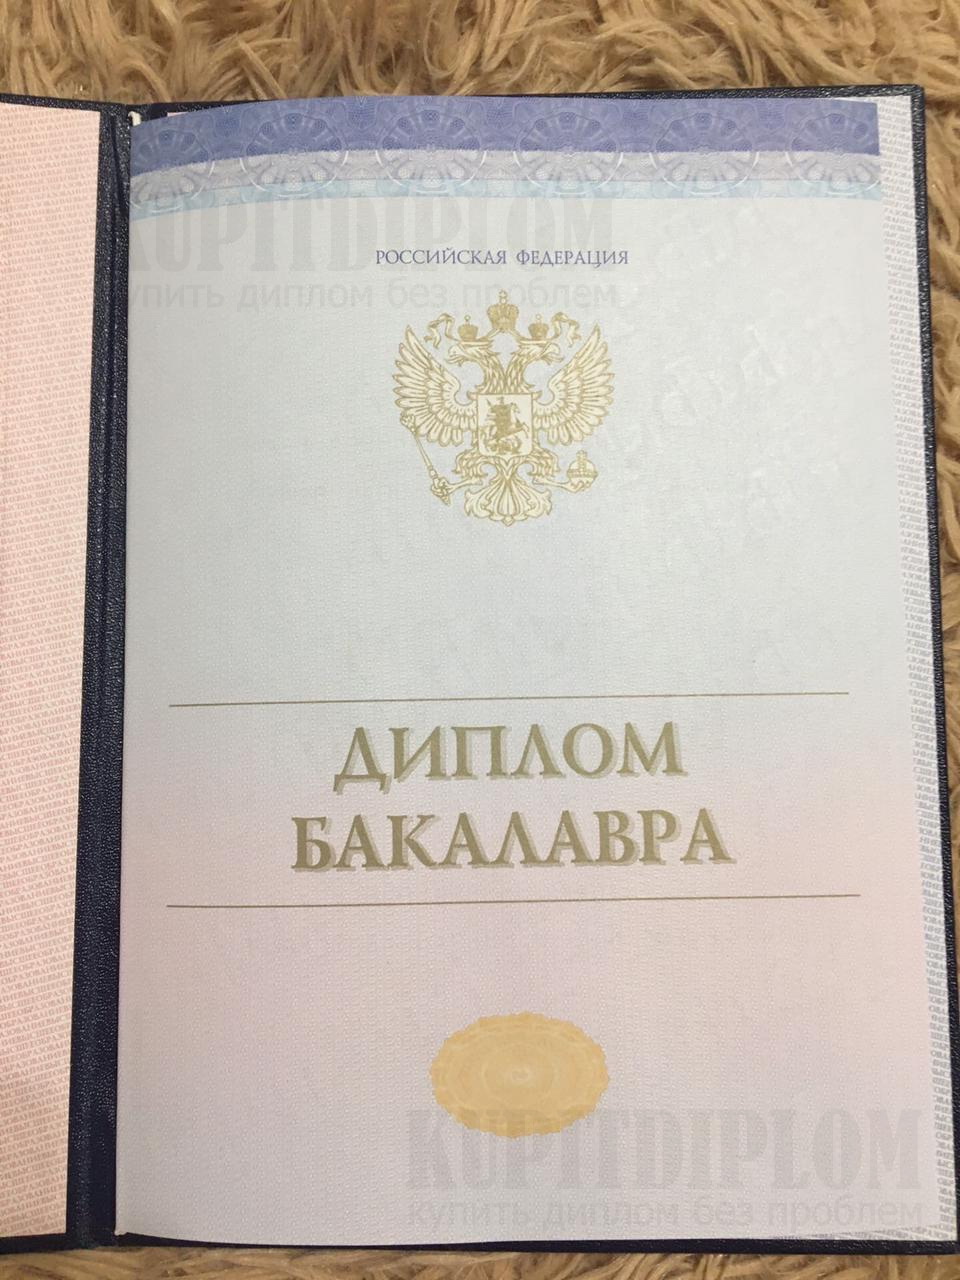 KUPITDIPLOM
РОССИЙСКАЯ ФЕДЕРАЦИЯ
купить диплом без проблем
ДИПЛОМ
БАКАЛАВРА
KUPITDIPLOM
купить диплом без проблем